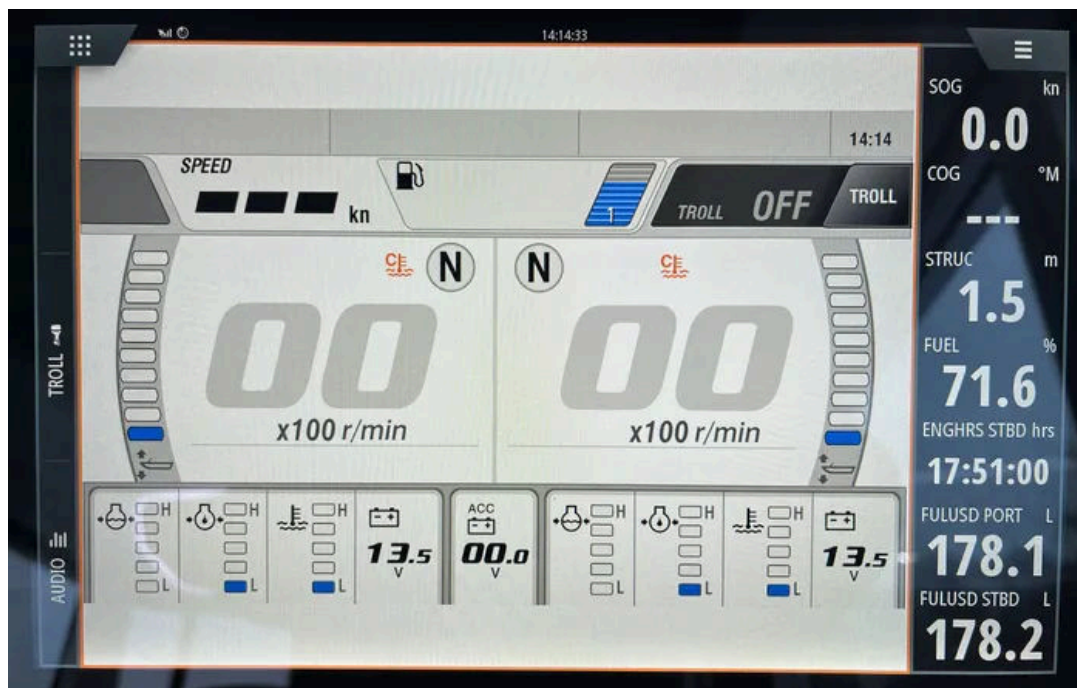 14:14:33
14:14
SPEED
kn
1
TROLL OFF TROLL
C N N C
00 00
x100 r/min x100 r/min
H H H ACC H H H
13.5 V 00.0 V 13.5 V
L L L L L L
TROLL
AUDIO
SOG kn
0.0
COG °M
---
STRUC m
1.5
FUEL %
71.6
ENGHRS STBD hrs
17:51:00
FULUSD PORT L
178.1
FULUSD STBD L
178.2